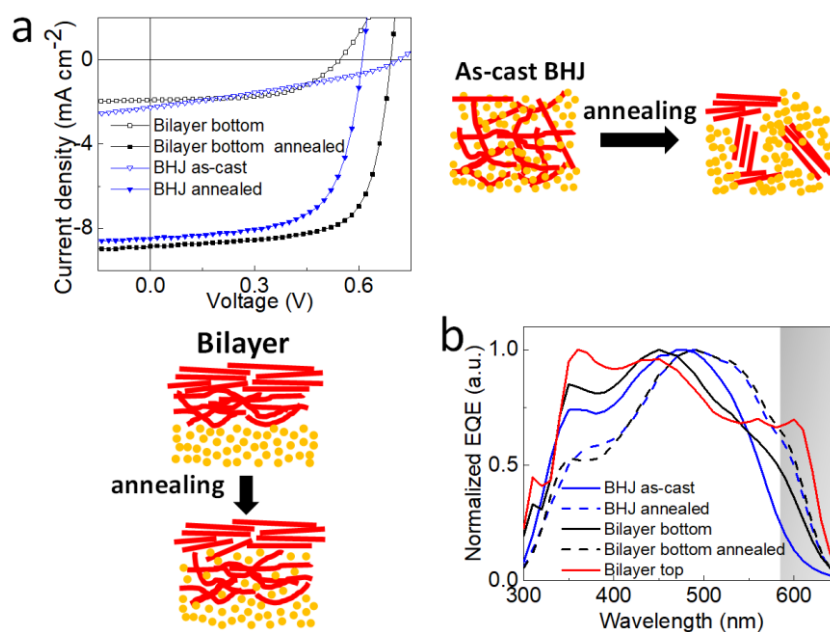 a
Current density (mA cm-2)
0
-4
-8
Bilayer bottom
Bilayer bottom annealed
BHJ as-cast
BHJ annealed
0.0
0.3
0.6
Voltage (V)
As-cast BHJ
annealing
Bilayer
annealing
b
Normalized EQE (a.u.)
1.0
0.5
0.0
BHJ as-cast
BHJ annealed
Bilayer bottom
Bilayer bottom annealed
Bilayer top
300
400
500
600
Wavelength (nm)